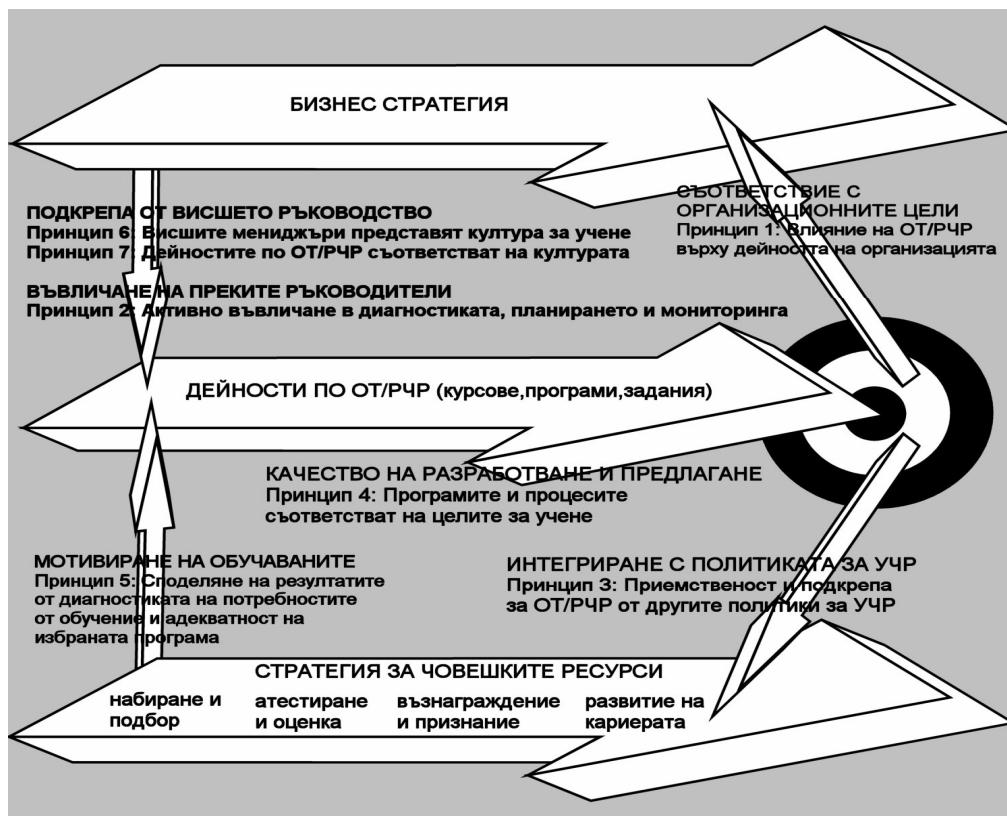 БИЗНЕС СТРАТЕГИЯ
СЪОТВЕТСТВИЕ С
ОРГАНИЗАЦИОННИТЕ ЦЕЛИ
Принцип 1: Влияние на ОТ/РЧР
върху дейността на организацията
ПОДКРЕПА ОТ ВИСШЕТО РЪКОВОДСТВО
Принцип 6: Висшите мениджъри представят култура за учене
Принцип 7: Дейностите по ОТ/РЧР съответстват на културата
ВЪВЛИЧАНЕ НА ПРЕКИТЕ РЪКОВОДИТЕЛИ
Принцип 2: Активно въвличане в диагностиката, планирането и мониторинга
ДЕЙНОСТИ ПО ОТ/РЧР (курсове,програми,задания)
КАЧЕСТВО НА РАЗРАБОТВАНЕ И ПРЕДЛАГАНЕ
Принцип 4: Програмите и процесите
съответстват на целите за учене
МОТИВИРАНЕ НА ОБУЧАВАНИТЕ
Принцип 5: Споделяне на резултатите
от диагностиката на потребностите
от обучение и адекватност на
избраната програма
ИНТЕГРИРАНЕ С ПОЛИТИКАТА ЗА УЧР
Принцип 3: Приемственост и подкрепа
за ОТ/РЧР от другите политики за УЧР
СТРАТЕГИЯ ЗА ЧОВЕШКИТЕ РЕСУРСИ
набиране и
подбор
атестиране
и оценка
възнаграждение
и признание
развитие на
кариерата